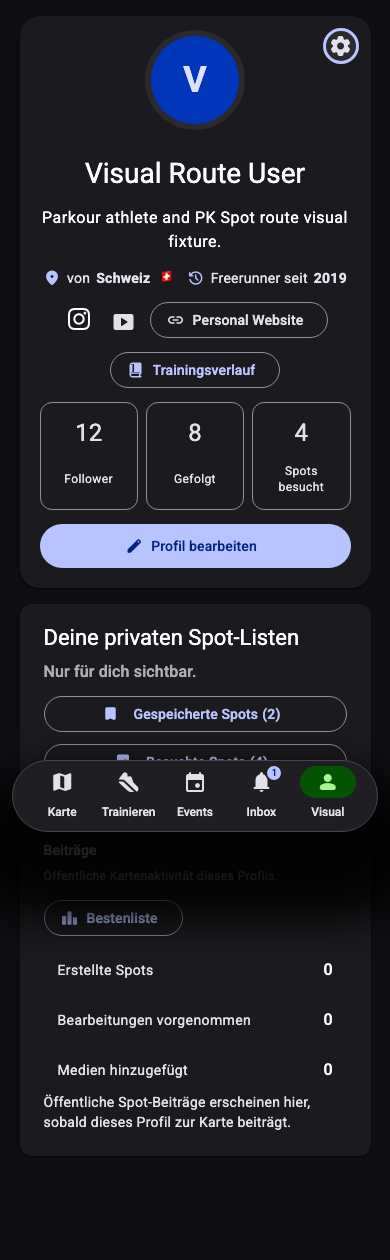 V
Visual Route User
Parkour athlete and PK Spot route visual
fixture.
von Schweiz
Freerunner seit 2019
Personal Website
Trainingsverlauf
12
Follower
8
Gefolgt
4
Spots
besucht
Profil bearbeiten
Deine privaten Spot-Listen
Nur für dich sichtbar.
Gespeicherte Spots (2)
Besuchte Spots (4)
Karte
Trainieren
Events
1
Inbox
Visual
Beiträge
Öffentliche Kartenaktivität dieses Profils.
Bestenliste
Erstellte Spots 0
Bearbeitungen vorgenommen 0
Medien hinzugefügt 0
Öffentliche Spot-Beiträge erscheinen hier,
sobald dieses Profil zur Karte beiträgt.